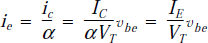 i_e = \frac{i_c}{\alpha} = \frac{I_C}{\alpha V_T} v_{be} = \frac{I_E}{V_T} v_{be}